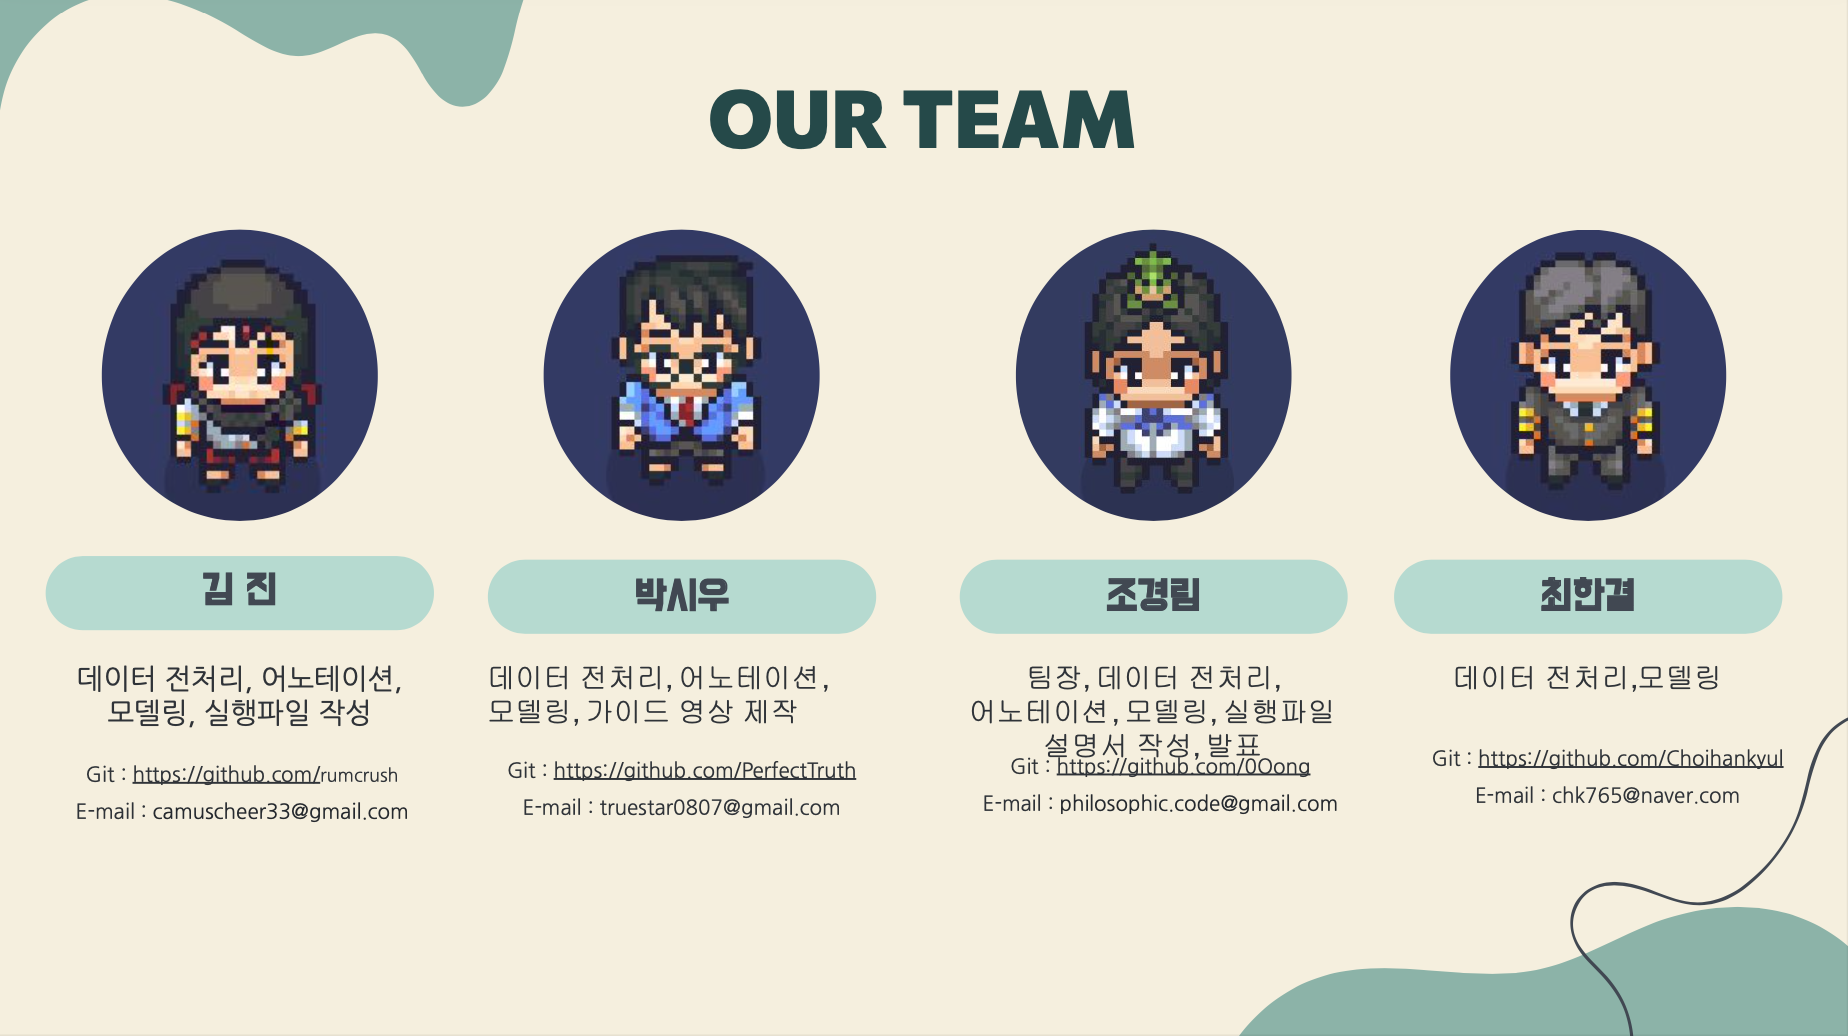 OUR TEAM
김 진
데이터 전처리, 어노테이션,
모델링, 실행파일 작성
Git : https://github.com/rumcrush
E-mail : camuscheer33@gmail.com
박시우
데이터 전처리, 어노테이션,
모델링, 가이드 영상 제작
Git : https://github.com/PerfectTruth
E-mail : truestar0807@gmail.com
조경림
팀장, 데이터 전처리,
어노테이션, 모델링, 실행파일
설명서 작성, 발표
Git : https://github.com/0Oong
E-mail : philosophic.code@gmail.com
최한결
데이터 전처리,모델링
Git : https://github.com/Choihankyul
E-mail : chk765@naver.com